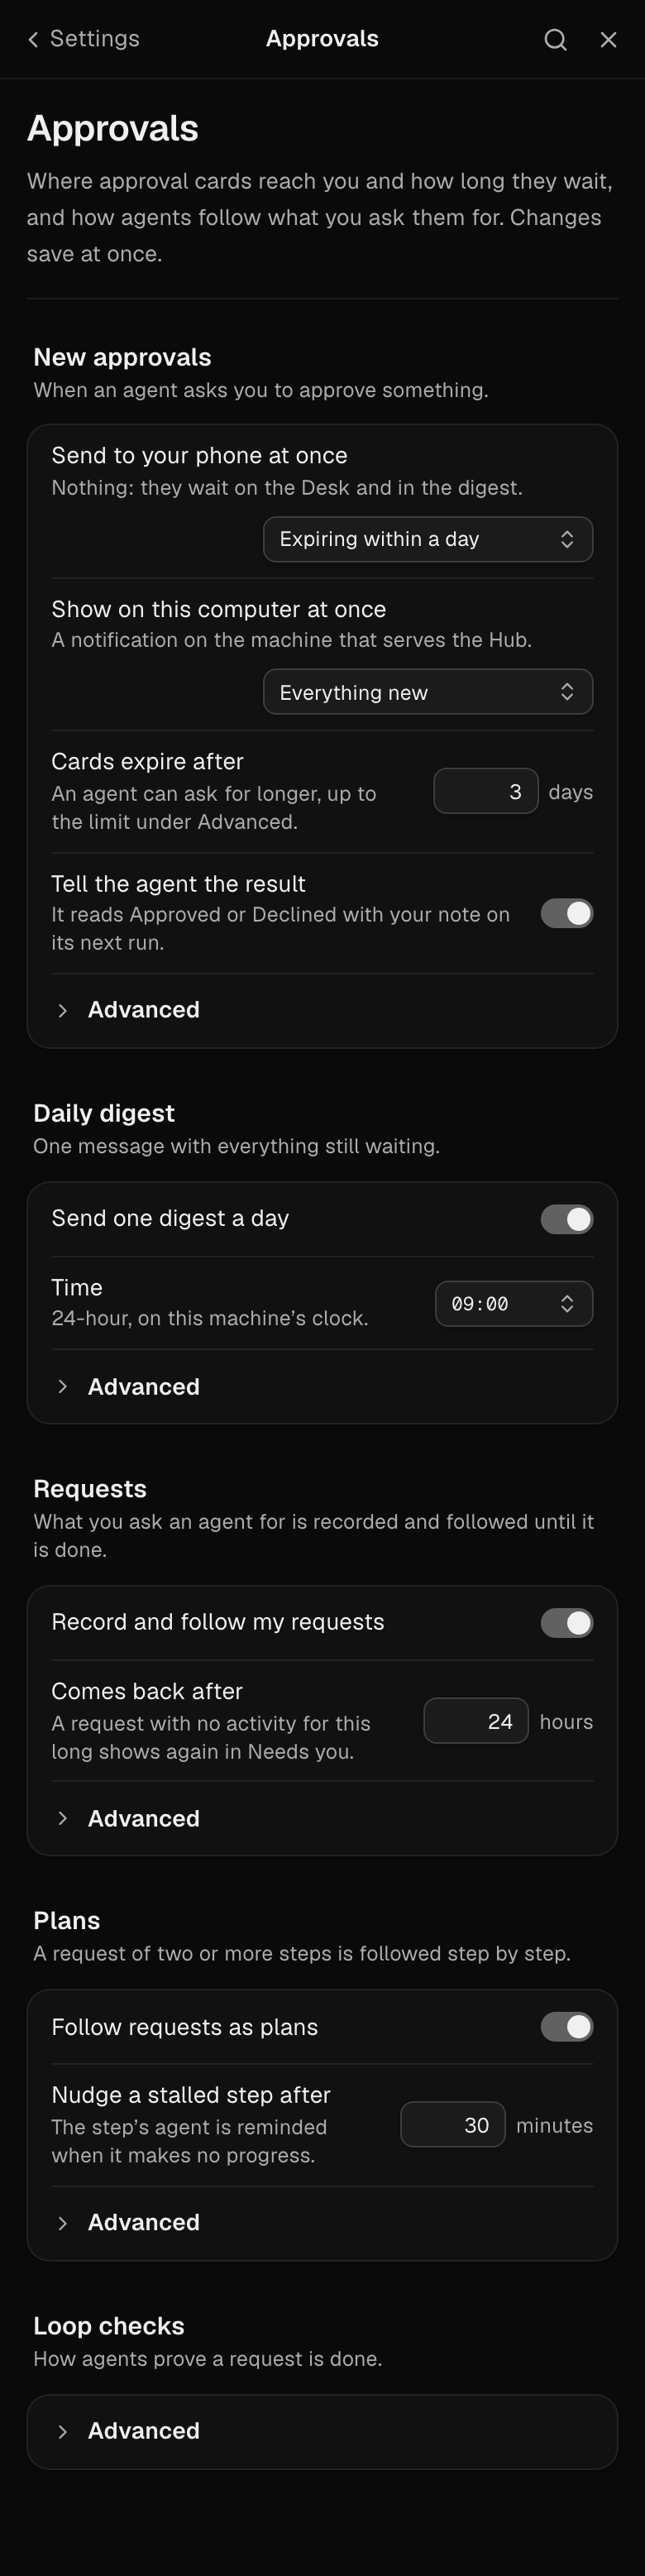 Settings
Approvals
Approvals
Where approval cards reach you and how long they wait,
and how agents follow what you ask them for. Changes
save at once.
New approvals
When an agent asks you to approve something.
Send to your phone at once
Nothing: they wait on the Desk and in the digest.
Expiring within a day
Show on this computer at once
A notification on the machine that serves the Hub.
Everything new
Cards expire after
An agent can ask for longer, up to
the limit under Advanced.
3 days
Tell the agent the result
It reads Approved or Declined with your note on
its next run.
Advanced
Daily digest
One message with everything still waiting.
Send one digest a day
Time
24-hour, on this machine’s clock.
09:00
Advanced
Requests
What you ask an agent for is recorded and followed until it
is done.
Record and follow my requests
Comes back after
A request with no activity for this
long shows again in Needs you.
24 hours
Advanced
Plans
A request of two or more steps is followed step by step.
Follow requests as plans
Nudge a stalled step after
The step’s agent is reminded
when it makes no progress.
30 minutes
Advanced
Loop checks
How agents prove a request is done.
Advanced